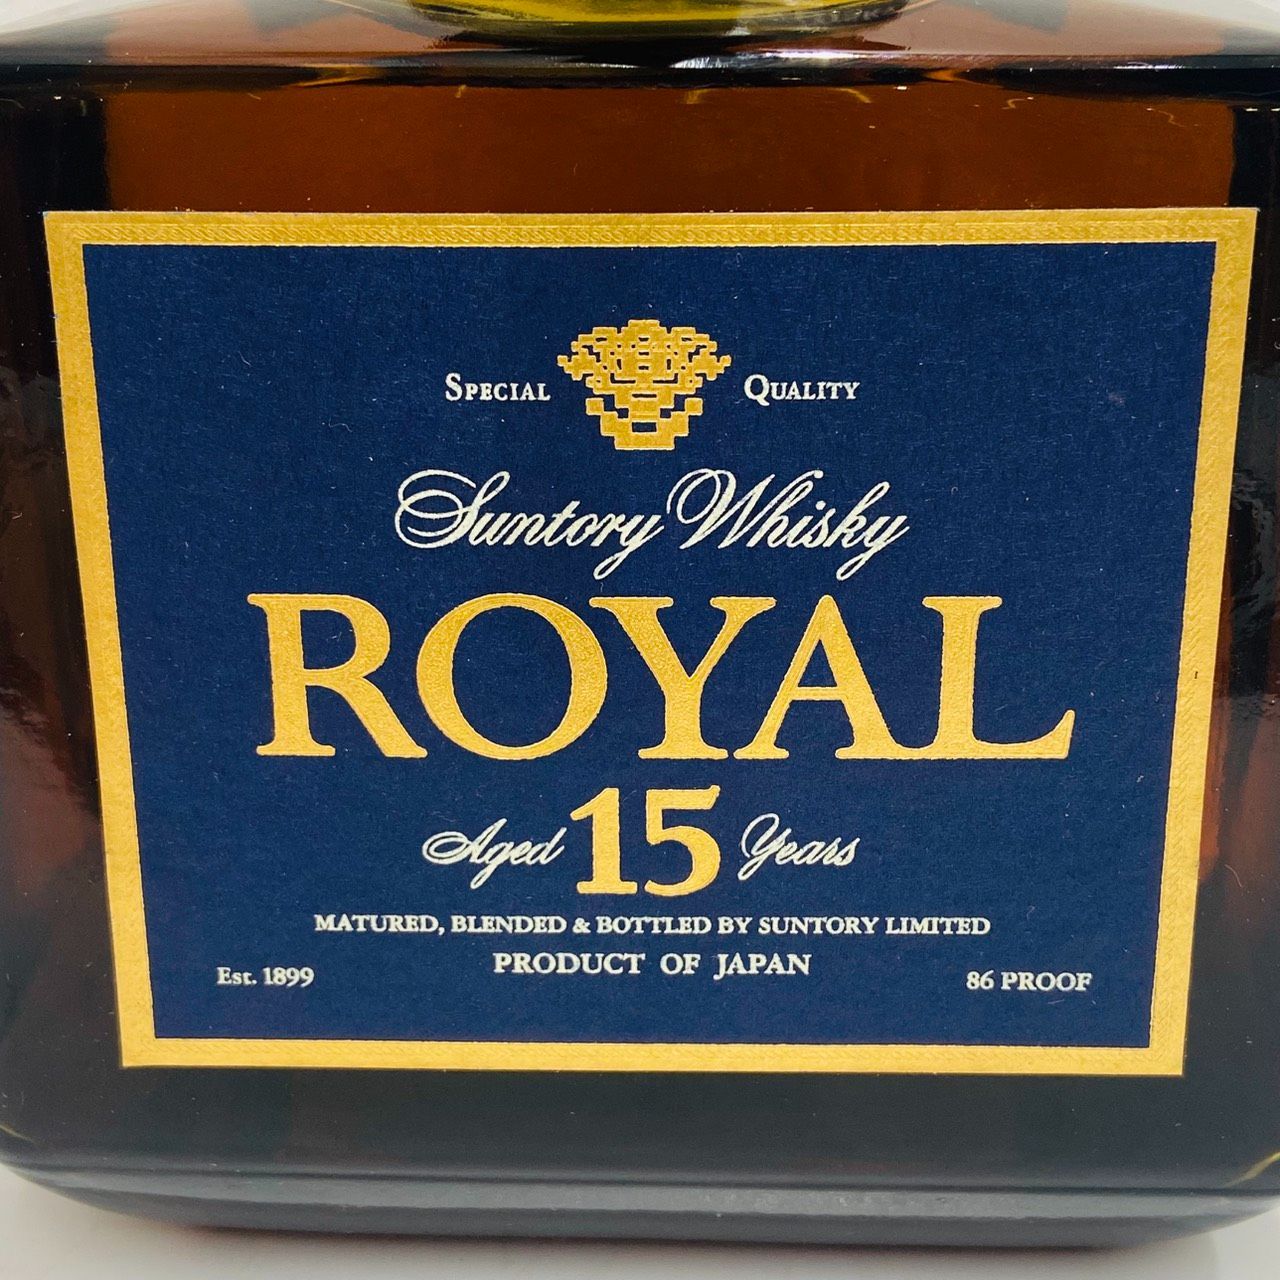 SPECIAL QUALITY
Suntory Whisky
ROYAL
Aged 15 Years
MATURED, BLENDED & BOTTLED BY SUNTORY LIMITED
PRODUCT OF JAPAN
Est. 1899
86 PROOF